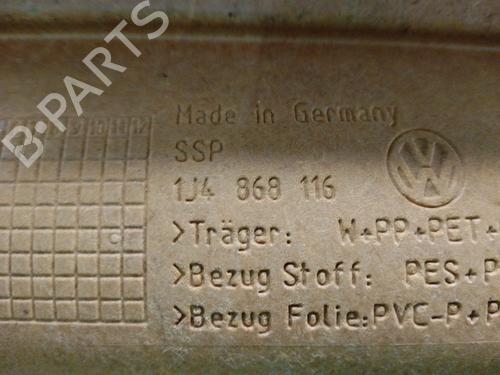 Made in Germany
SSP
1J4 868 116
>Träger: W+PP+PET+
>Bezug Stoff: PES+P
>Bezug Folie:PVC-P+P
B-PARTS